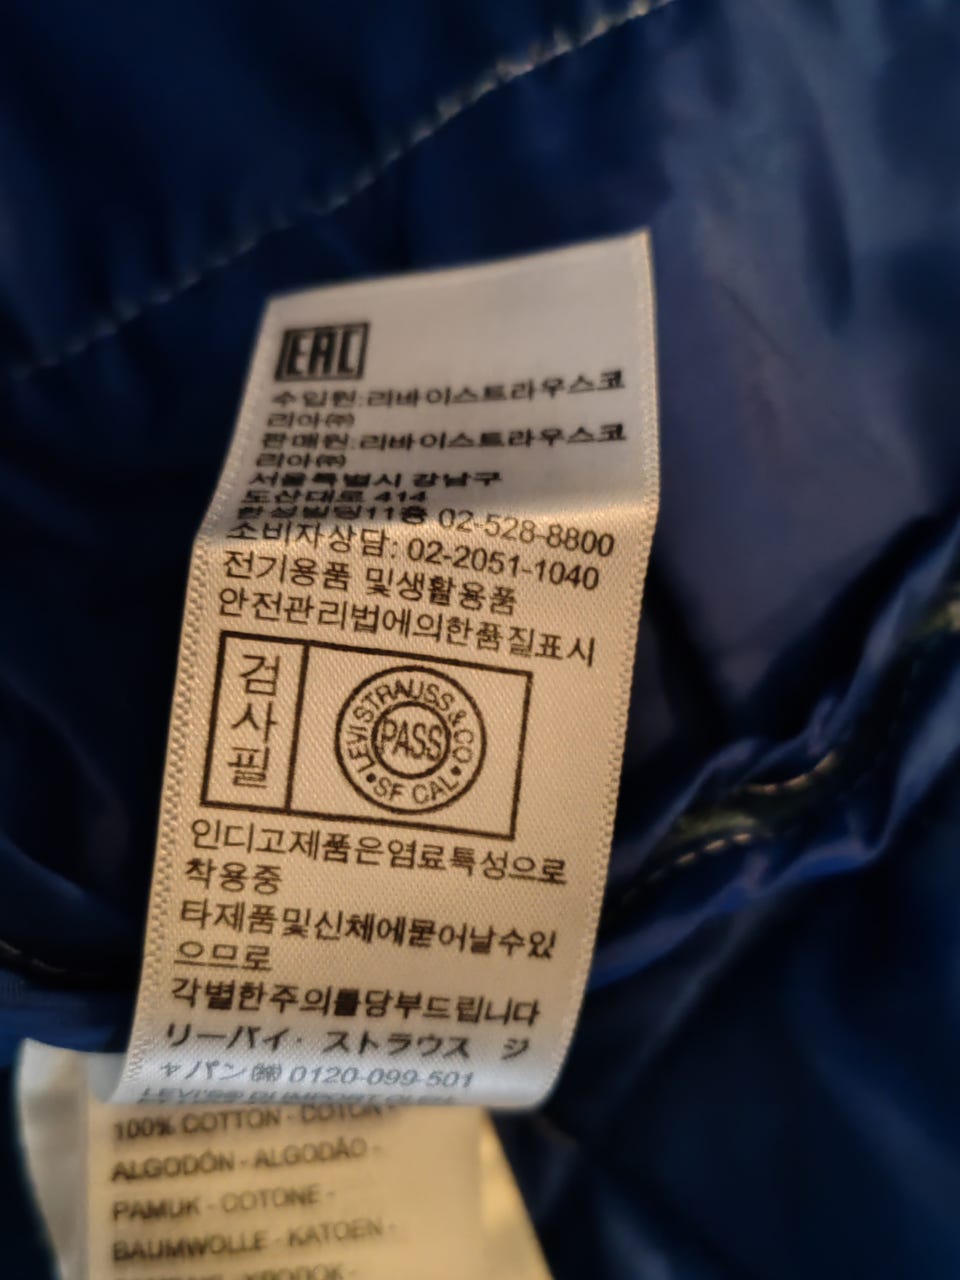 EAC
수입원:리바이스트라우스코
리아㈜
판매원:리바이스트라우스코
리아㈜
서울특별시 강남구
도산대로 414
한성빌딩11층 02-528-8800
소비자상담: 02-2051-1040
전기용품 및생활용품
안전관리법에의한품질표시
검
사
필
LEVI STRAUSS & CO
PASS
SF CAL
인디고제품은염료특성으로
착용중
타제품및신체에묻어날수있
으므로
각별한주의를당부드립니다
リーバイ・ストラウス ジ
ャパン㈱ 0120-099-501
100% COTTON - COTON -
ALGODÓN - ALGODÃO -
PAMUK - COTONE -
BAUMWOLLE - KATOEN -